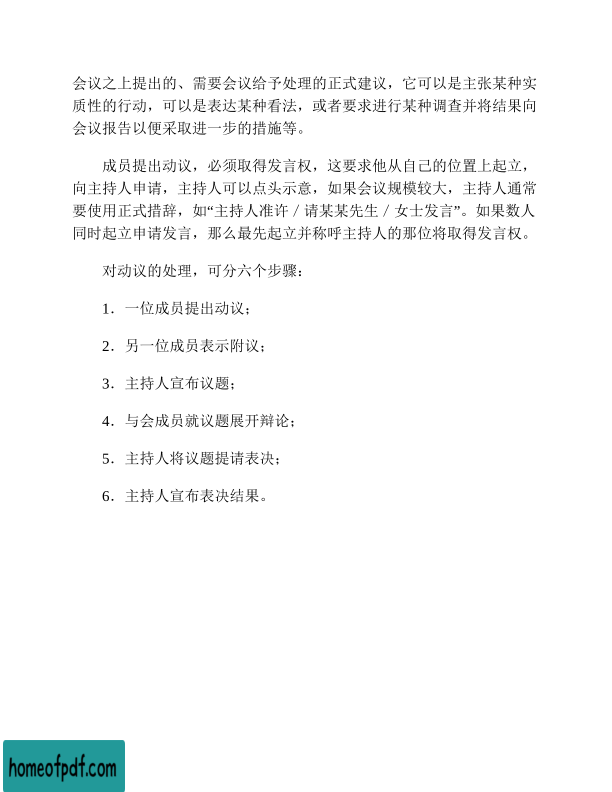 会议之上提出的、需要会议给予处理的正式建议，它可以是主张某种实
质性的行动，可以是表达某种看法，或者要求进行某种调查并将结果向
会议报告以便采取进一步的措施等。
成员提出动议，必须取得发言权，这要求他从自己的位置上起立，
向主持人申请，主持人可以点头示意，如果会议规模较大，主持人通常
要使用正式措辞，如“主持人准许／请某某先生／女士发言”。如果数人
同时起立申请发言，那么最先起立并称呼主持人的那位将取得发言权。
对动议的处理，可分六个步骤：
1．一位成员提出动议；
2．另一位成员表示附议；
3．主持人宣布议题；
4．与会成员就议题展开辩论；
5．主持人将议题提请表决；
6．主持人宣布表决结果。
homeofpdf.com